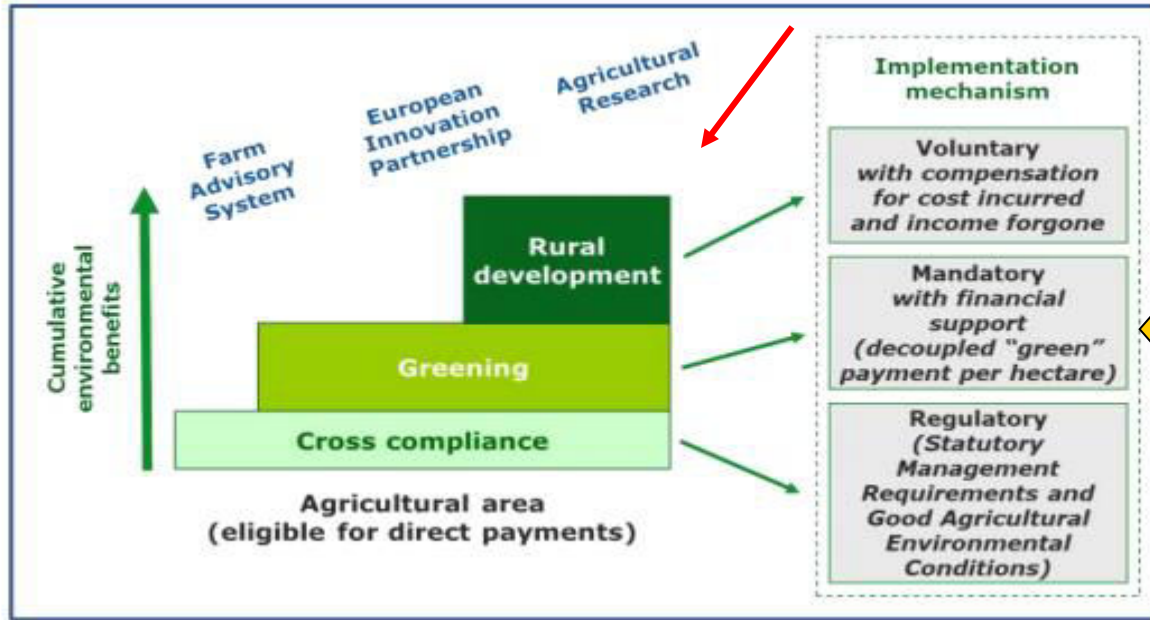 Farm
Advisory
System
European
Innovation
Partnership
Agricultural
Research
Cumulative
environmental
benefits
Rural
development
Greening
Cross compliance
Agricultural area
(eligible for direct payments)
Implementation
mechanism
Voluntary
with compensation
for cost incurred
and income forgone
Mandatory
with financial
support
(decoupled “green”
payment per hectare)
Regulatory
(Statutory
Management
Requirements and
Good Agricultural
Environmental
Conditions)